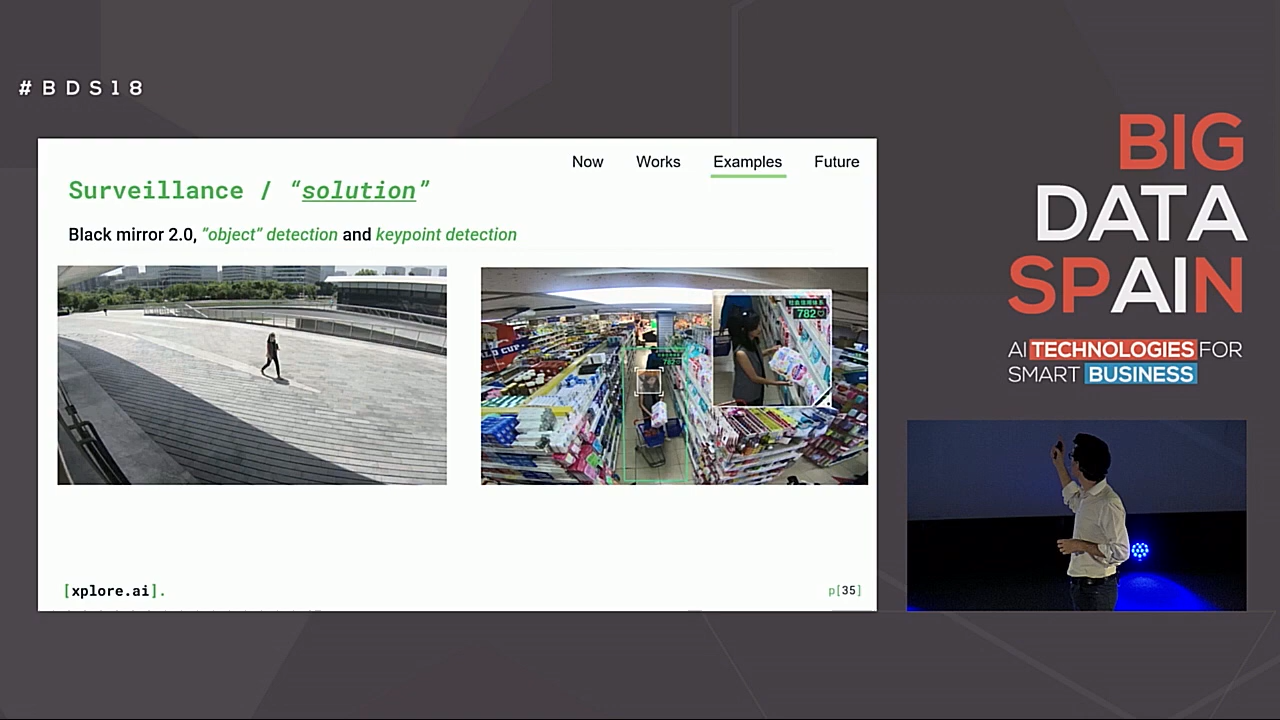 #BDS18
Now Works Examples Future
Surveillance / “solution”
Black mirror 2.0, ”object” detection and keypoint detection
782
[xplore.ai].
p[35]
BIG
DATA
SPAIN
AI TECHNOLOGIES FOR
SMART BUSINESS